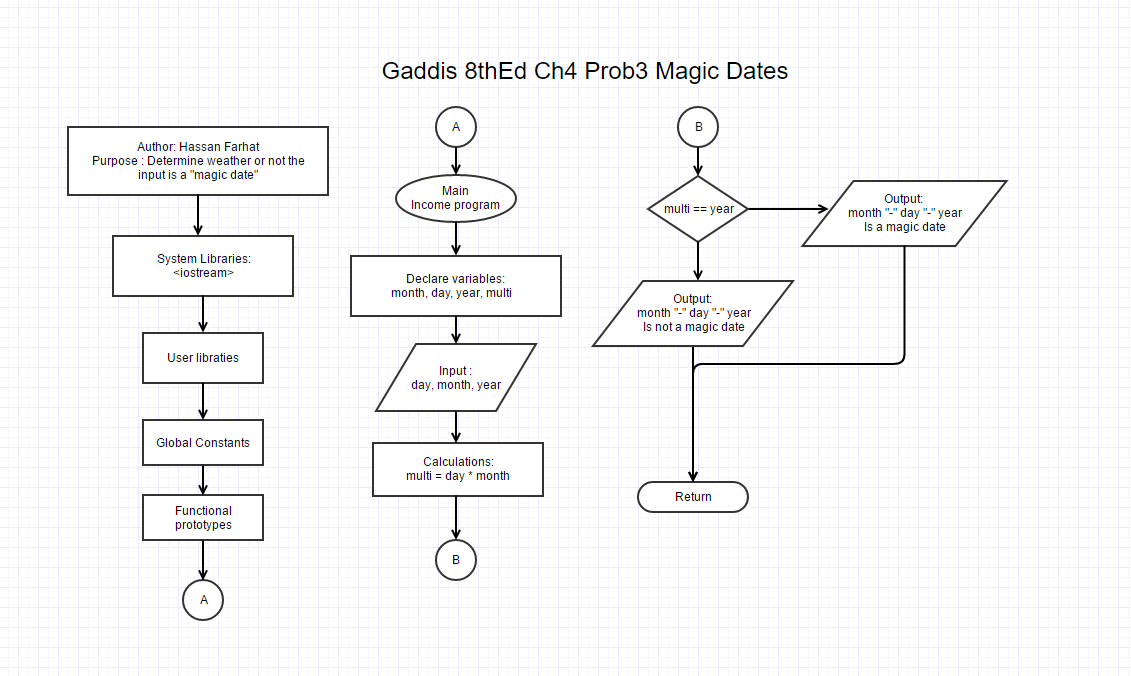 Gaddis 8thEd Ch4 Prob3 Magic Dates
Author: Hassan Farhat
Purpose : Determine weather or not the
input is a "magic date"
System Libraries:
<iostream>
User libraties
Global Constants
Functional
prototypes
A
A
Main
Income program
Declare variables:
month, day, year, multi
Input :
day, month, year
Calculations:
multi = day * month
B
B
multi == year
Output:
month "-" day "-" year
Is a magic date
Output:
month "-" day "-" year
Is not a magic date
Return